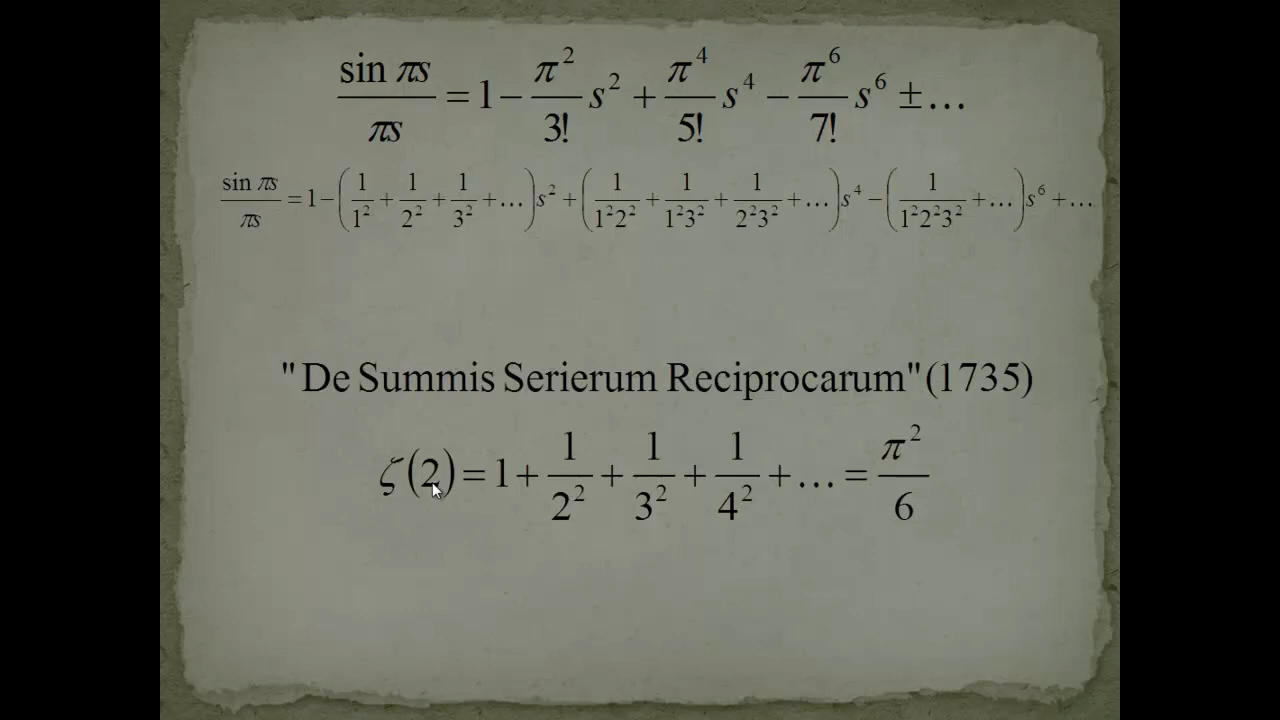 sin πs / πs = 1 − π²/3! s² + π⁴/5! s⁴ − π⁶/7! s⁶ ± …
sin πs / πs = 1 − (1/1² + 1/2² + 1/3² + …) s² + (1/1²2² + 1/1²3² + 1/2²3² + …) s⁴ − (1/1²2²3² + …) s⁶ + …
"De Summis Serierum Reciprocarum" (1735)
ζ(2) = 1 + 1/2² + 1/3² + 1/4² + … = π²/6